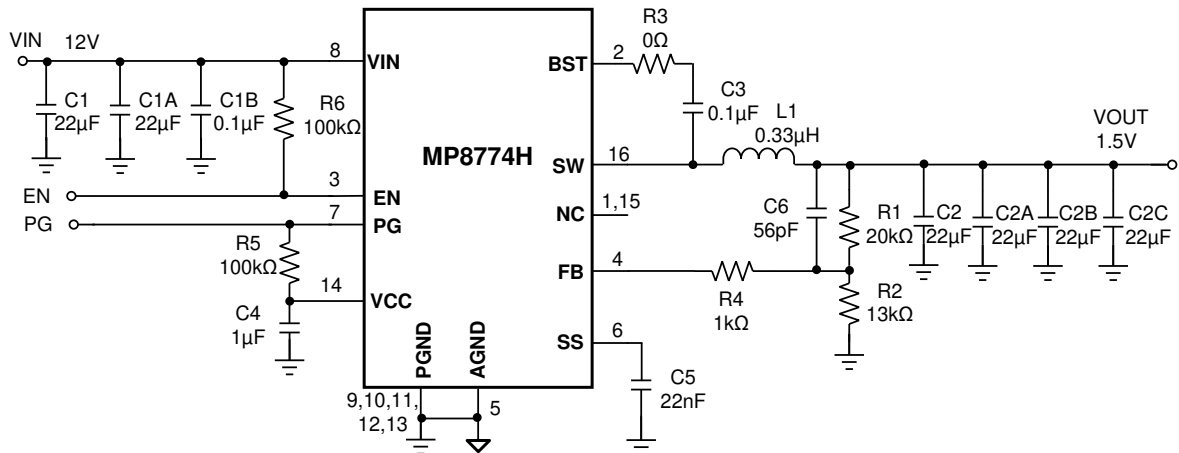 VIN
12V
C1
22µF
C1A
22µF
C1B
0.1µF
R6
100kΩ
8
VIN
EN
3
EN
PG
7
PG
R5
100kΩ
14
VCC
C4
1µF
MP8774H
PGND
AGND
9,10,11,
12,13
5
BST
2
R3
0Ω
C3
0.1µF
L1
0.33µH
SW
16
NC
1,15
FB
4
R4
1kΩ
SS
6
C5
22nF
C6
56pF
R1
20kΩ
R2
13kΩ
C2
22µF
C2A
22µF
C2B
22µF
C2C
22µF
VOUT
1.5V